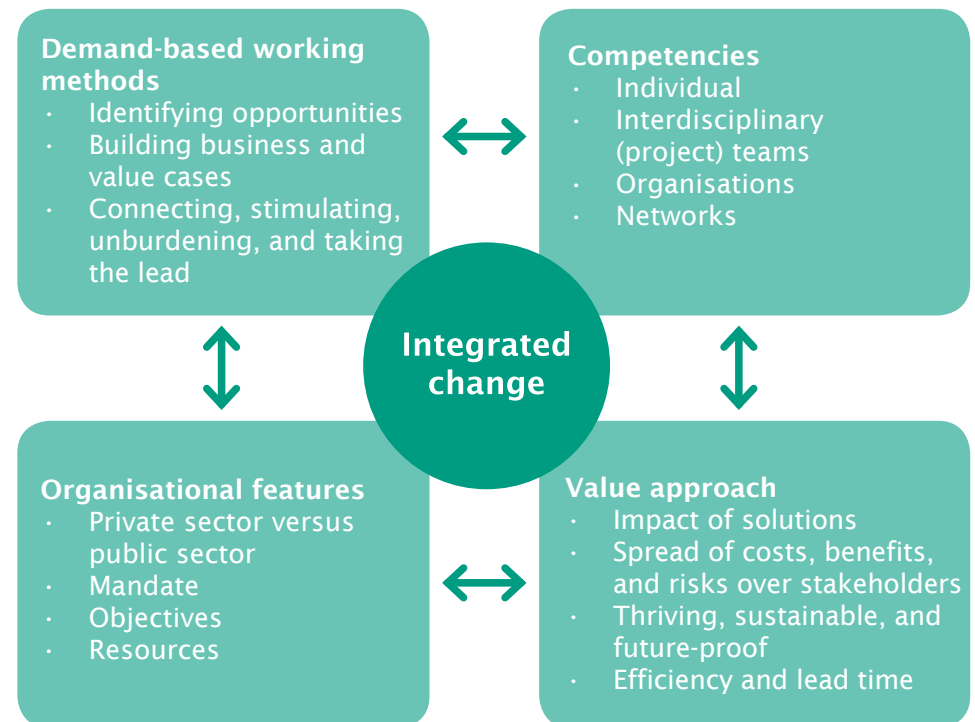 Demand-based working
methods
· Identifying opportunities
· Building business and
value cases
· Connecting, stimulating,
unburdening, and taking
the lead
Competencies
· Individual
· Interdisciplinary
(project) teams
· Organisations
· Networks
Integrated
change
Organisational features
· Private sector versus
public sector
· Mandate
· Objectives
· Resources
Value approach
· Impact of solutions
· Spread of costs, benefits,
and risks over stakeholders
· Thriving, sustainable, and
future-proof
· Efficiency and lead time